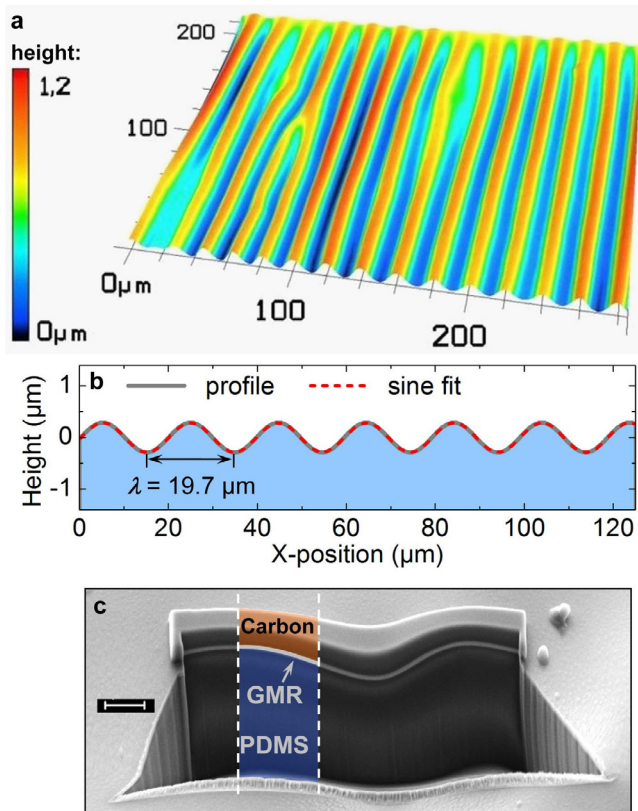 a
height:
1,2
0µm
200
100
0µm
0µm
100
200
b
profile
sine fit
Height (µm)
1
0
-1
λ = 19.7 µm
0
20
40
60
80
100
120
X-position (µm)
c
Carbon
GMR
PDMS